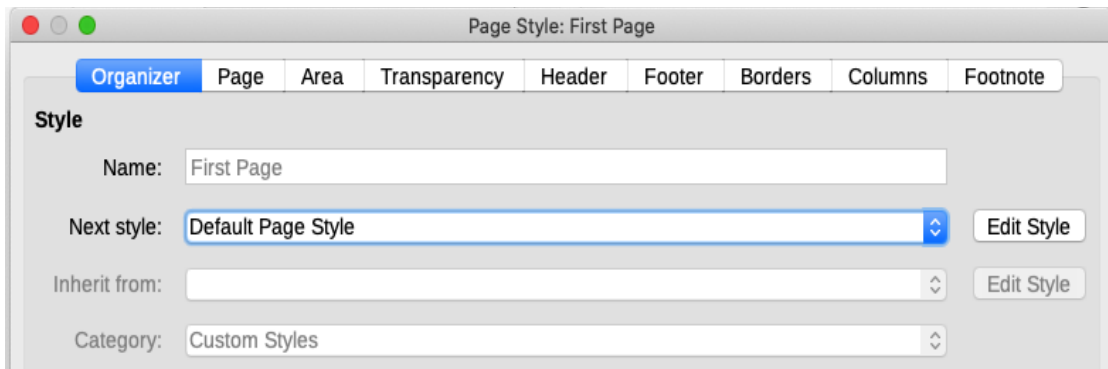 Page Style: First Page
Organizer Page Area Transparency Header Footer Borders Columns Footnote
Style
Name: First Page
Next style: Default Page Style Edit Style
Inherit from: Edit Style
Category: Custom Styles